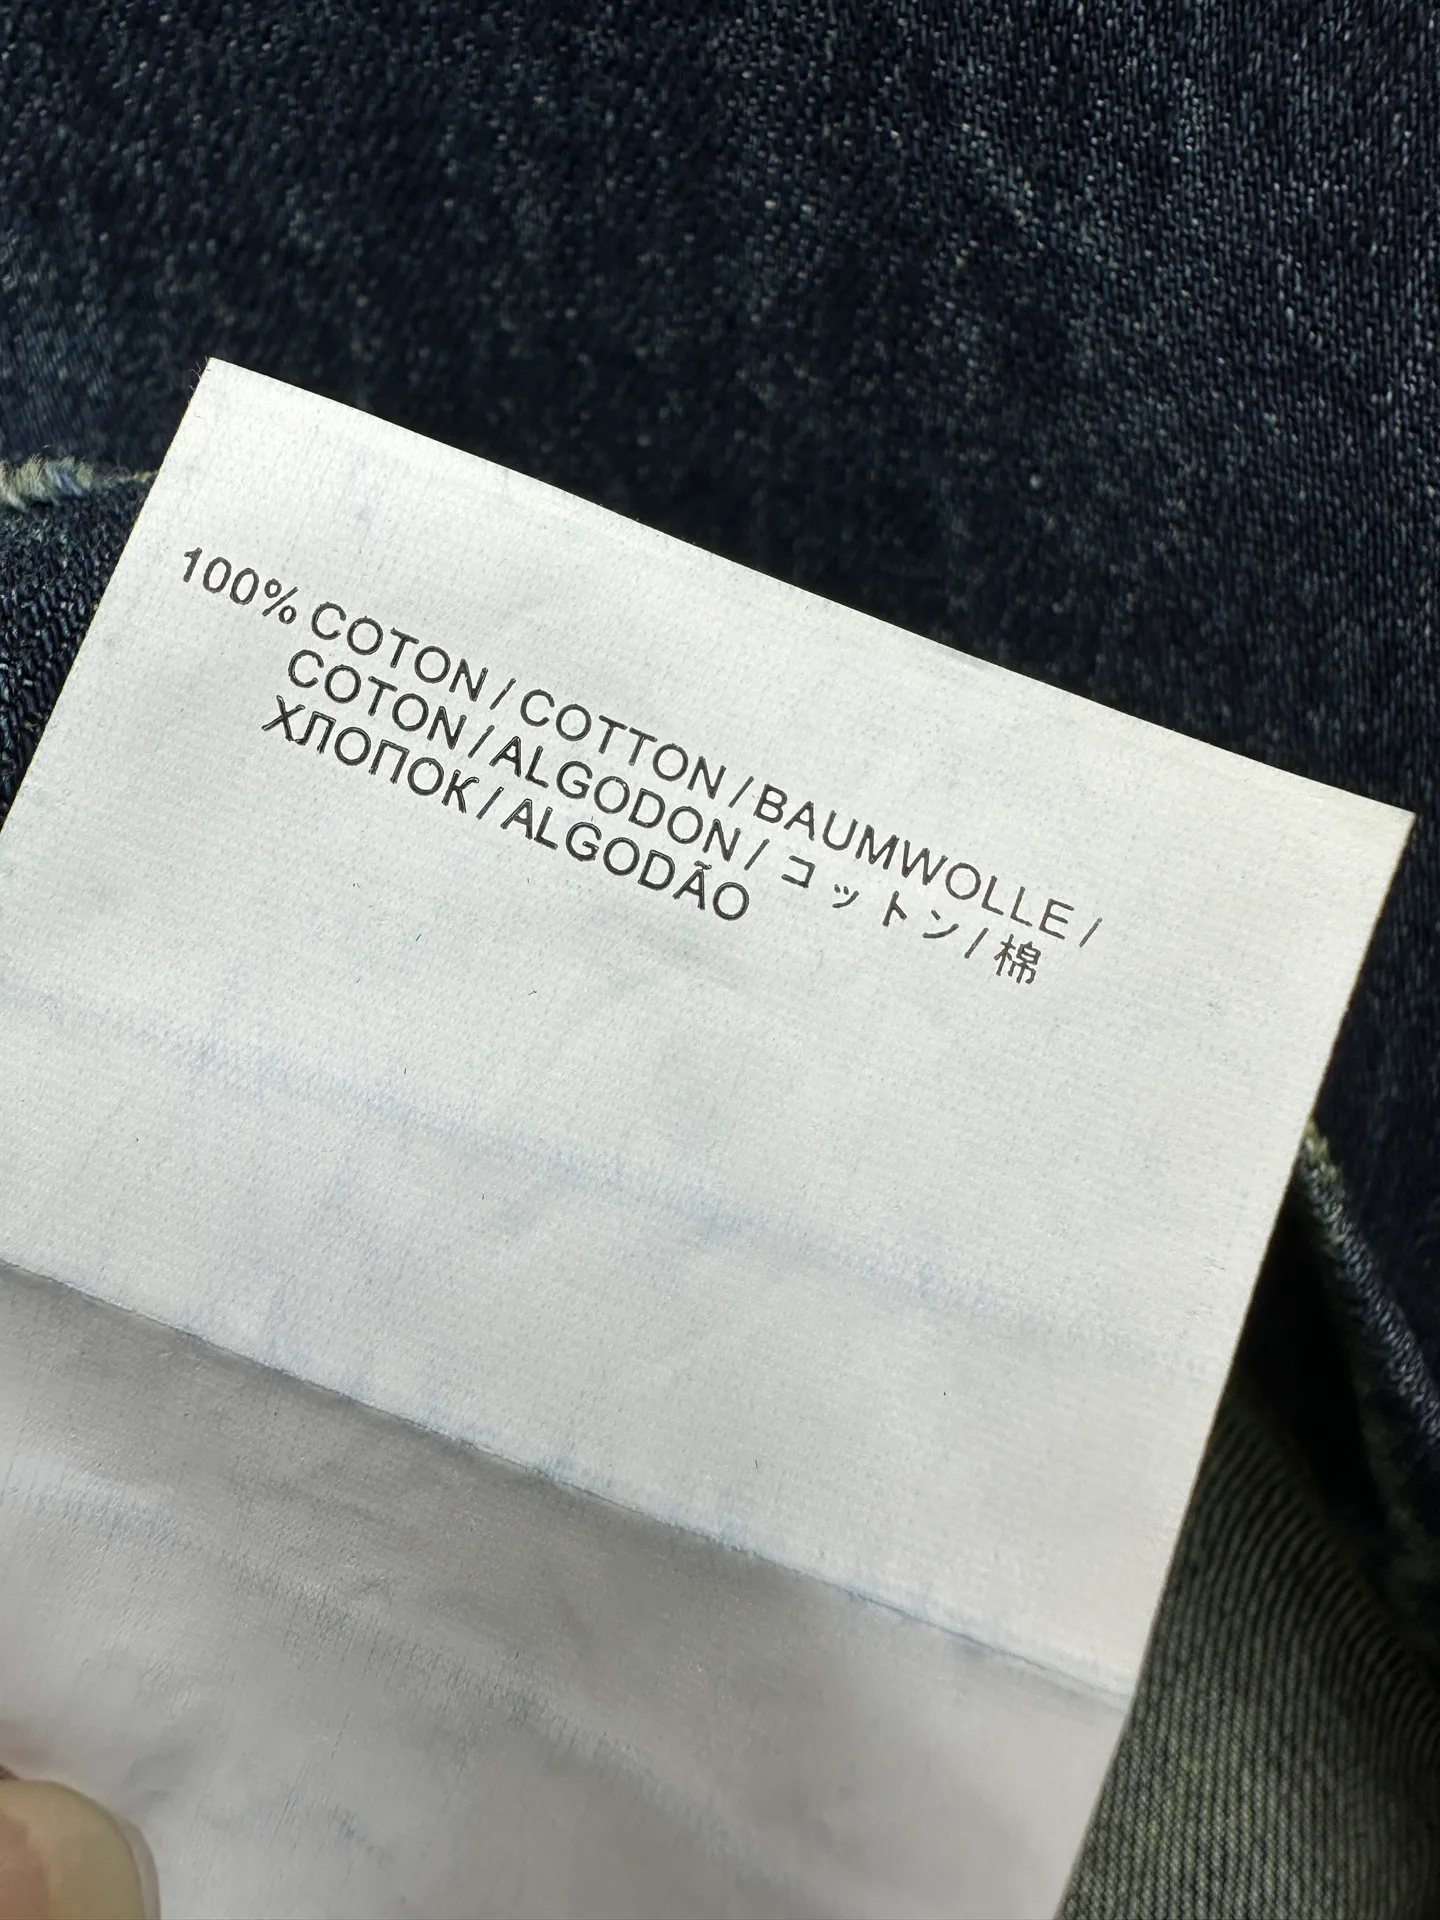 100% COTON / COTTON / BAUMWOLLE /
COTON / ALGODON / コットン / 棉
ХЛОПОК / ALGODÃO